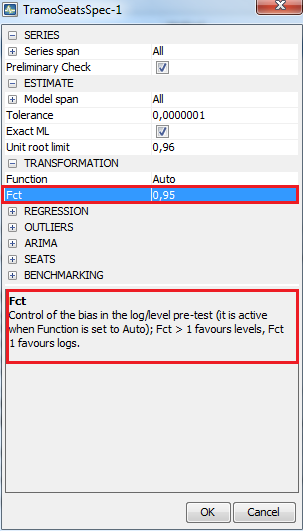 TramoSeatsSpec-1
SERIES
Series span All
Preliminary Check
ESTIMATE
Model span All
Tolerance 0,0000001
Exact ML
Unit root limit 0,96
TRANSFORMATION
Function Auto
Fct 0,95
REGRESSION
OUTLIERS
ARIMA
SEATS
BENCHMARKING
Fct
Control of the bias in the log/level pre-test (it is active
when Function is set to Auto); Fct > 1 favours levels, Fct
1 favours logs.
OK Cancel